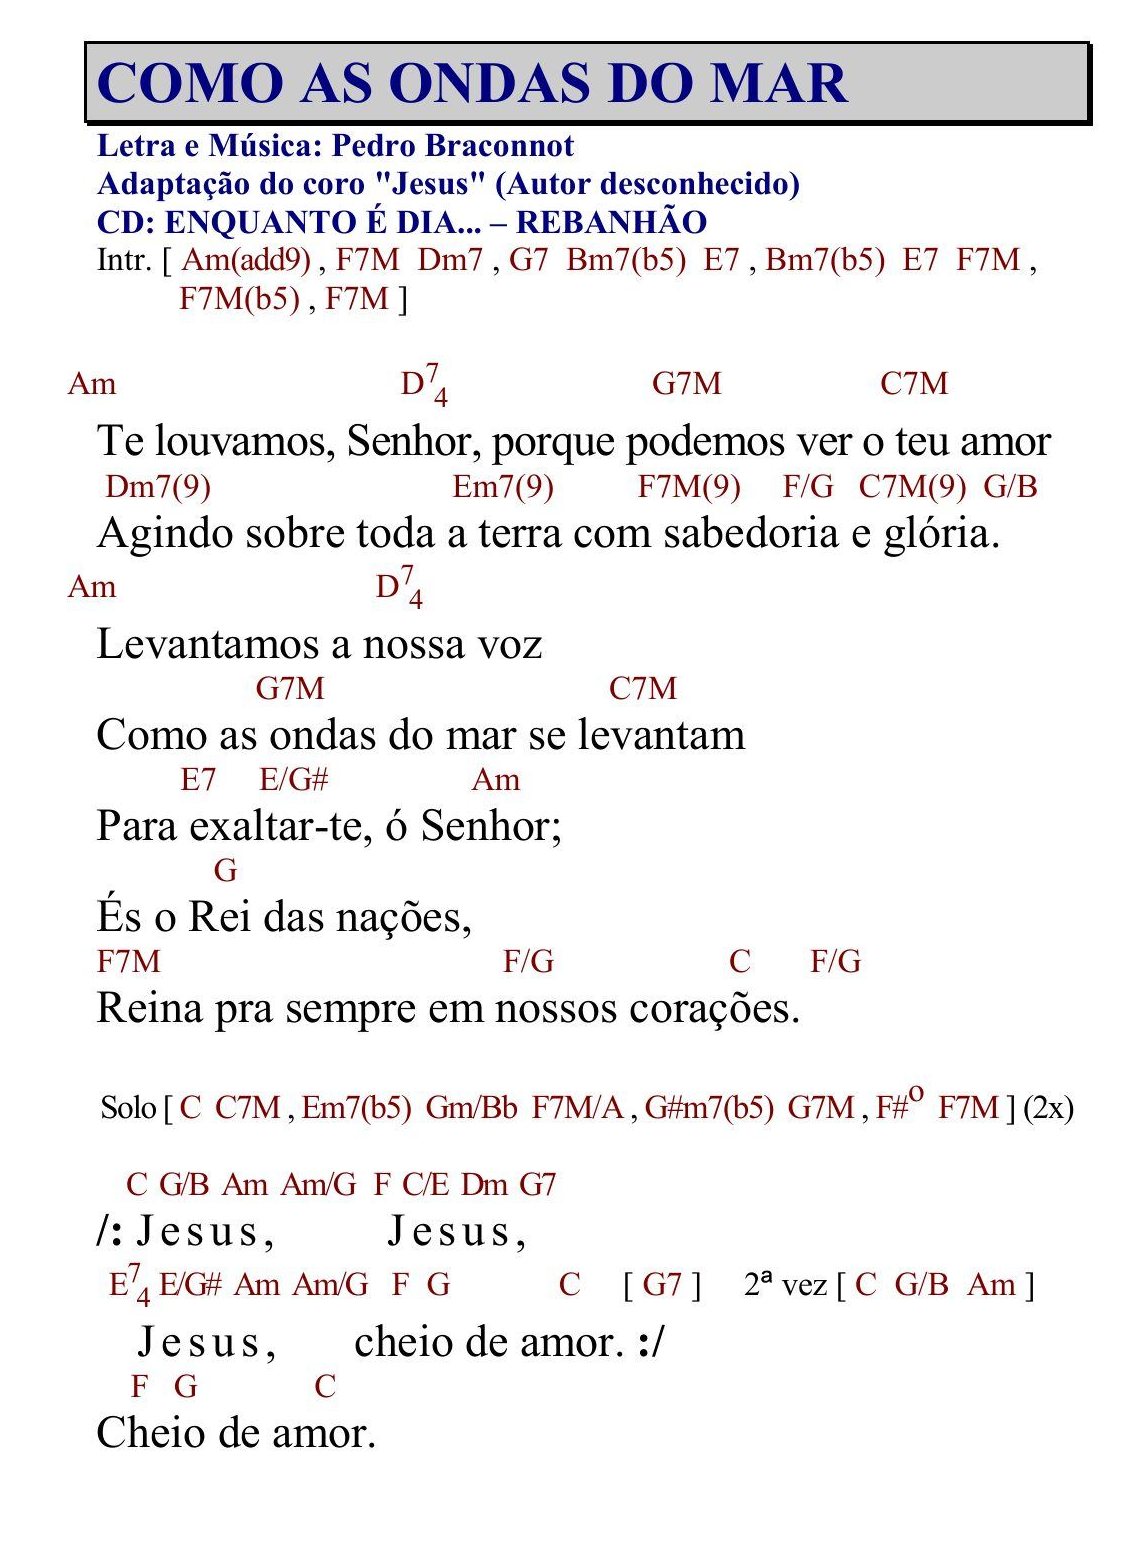 COMO AS ONDAS DO MAR
Letra e Música: Pedro Braconnot
Adaptação do coro "Jesus" (Autor desconhecido)
CD: ENQUANTO É DIA... – REBANHÃO
Intr. [ Am(add9) , F7M Dm7 , G7 Bm7(b5) E7 , Bm7(b5) E7 F7M ,
F7M(b5) , F7M ]
Am D⁷₄ G7M C7M
Te louvamos, Senhor, porque podemos ver o teu amor
Dm7(9) Em7(9) F7M(9) F/G C7M(9) G/B
Agindo sobre toda a terra com sabedoria e glória.
Am D⁷₄
Levantamos a nossa voz
G7M C7M
Como as ondas do mar se levantam
E7 E/G# Am
Para exaltar-te, ó Senhor;
G
És o Rei das nações,
F7M F/G C F/G
Reina pra sempre em nossos corações.
Solo [ C C7M , Em7(b5) Gm/Bb F7M/A , G#m7(b5) G7M , F#º F7M ] (2x)
C G/B Am Am/G F C/E Dm G7
/: Jesus, Jesus,
E⁷₄ E/G# Am Am/G F G C [ G7 ] 2ª vez [ C G/B Am ]
Jesus, cheio de amor. :/
F G C
Cheio de amor.